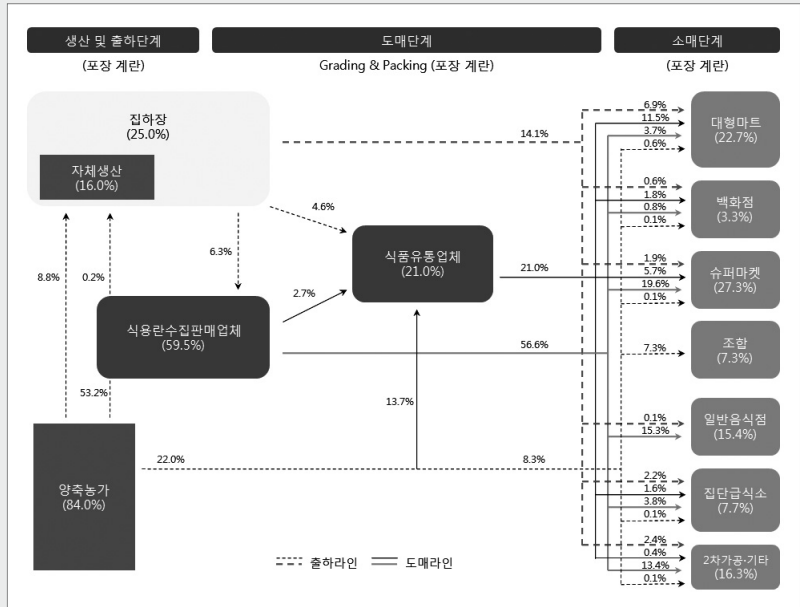 생산 및 출하단계
도매단계
소매단계
(포장 계란)
Grading & Packing (포장 계란)
(포장 계란)
집하장
(25.0%)
자체생산
(16.0%)
14.1%
4.6%
6.3%
8.8%
0.2%
식품유통업체
(21.0%)
21.0%
2.7%
식용란수집판매업체
(59.5%)
56.6%
53.2%
13.7%
양축농가
(84.0%)
22.0%
8.3%
6.9%
11.5%
3.7%
0.6%
대형마트
(22.7%)
0.6%
1.8%
0.8%
0.1%
백화점
(3.3%)
1.9%
5.7%
19.6%
0.1%
슈퍼마켓
(27.3%)
7.3%
조합
(7.3%)
0.1%
15.3%
일반음식점
(15.4%)
2.2%
1.6%
3.8%
0.1%
집단급식소
(7.7%)
2.4%
0.4%
13.4%
0.1%
2차가공·기타
(16.3%)
출하라인
도매라인